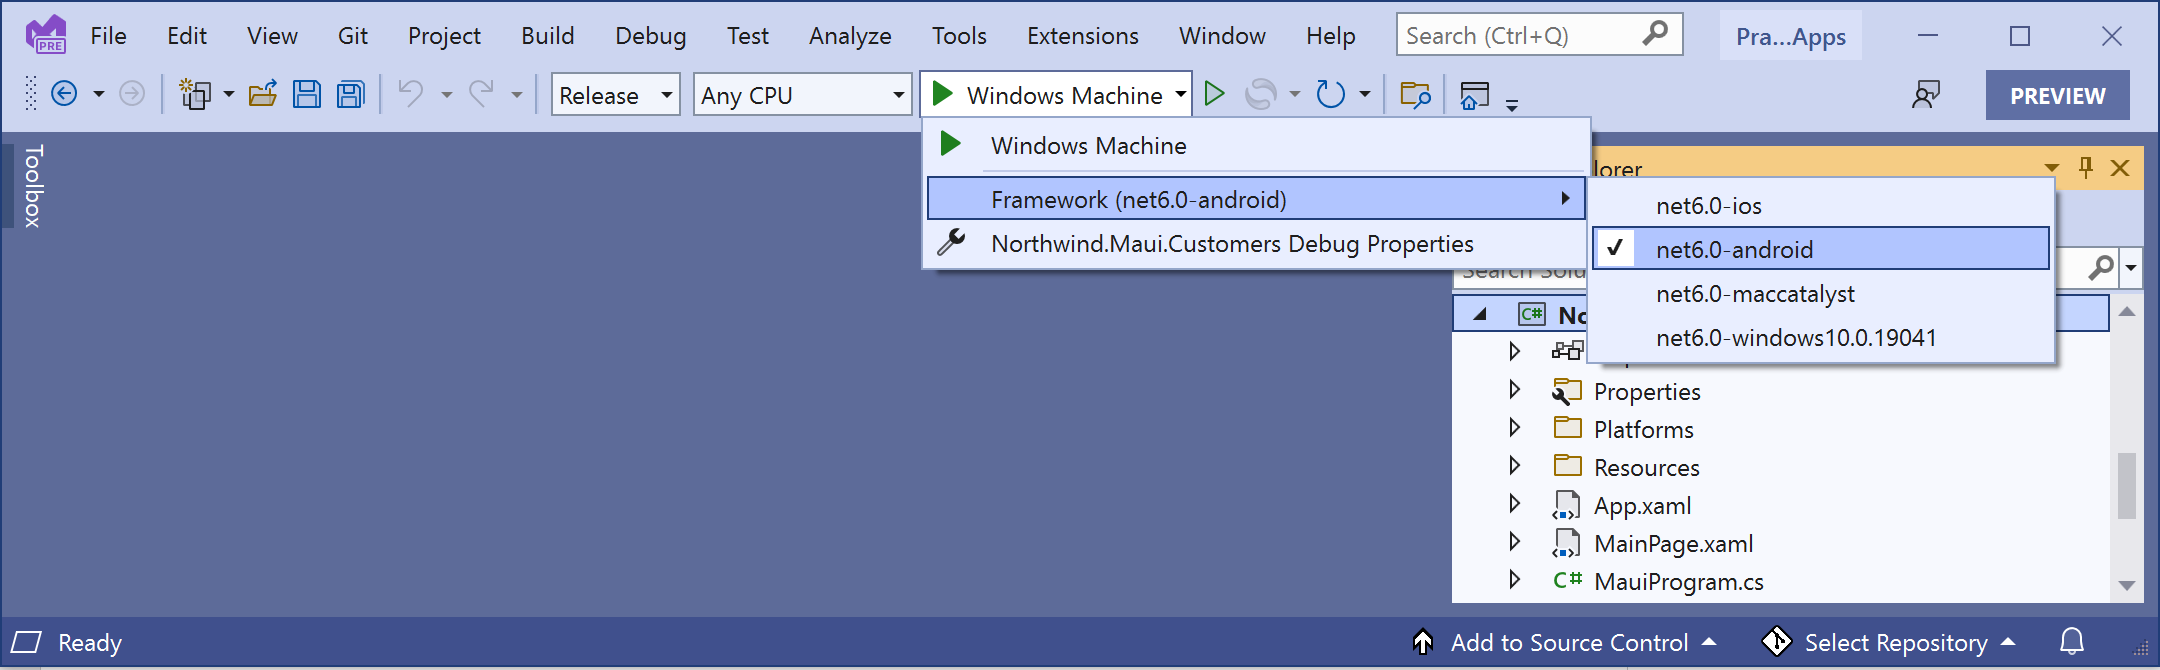 PRE File Edit View Git Project Build Debug Test Analyze Tools Extensions Window Help Search (Ctrl+Q) Pra...Apps
Release Any CPU Windows Machine PREVIEW
Toolbox
Windows Machine
lorer
Framework (net6.0-android)
Northwind.Maui.Customers Debug Properties
net6.0-ios
net6.0-android
net6.0-maccatalyst
net6.0-windows10.0.19041
Search Solu
C# No
Properties
Platforms
Resources
App.xaml
MainPage.xaml
C# MauiProgram.cs
Ready Add to Source Control Select Repository